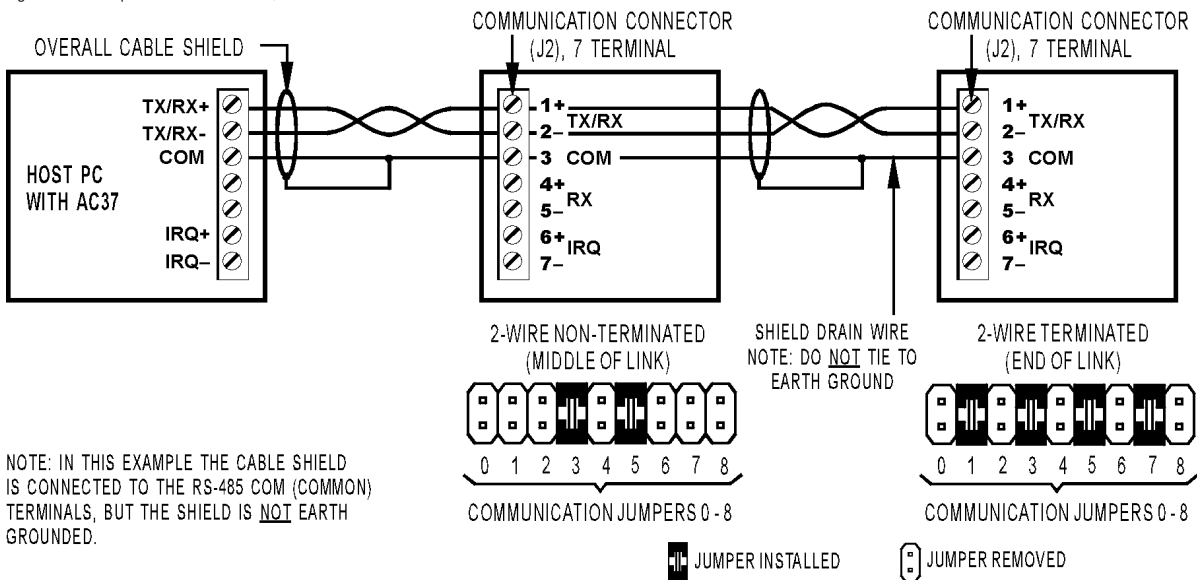 COMMUNICATION CONNECTOR
(J2), 7 TERMINAL
COMMUNICATION CONNECTOR
(J2), 7 TERMINAL
OVERALL CABLE SHIELD
HOST PC
WITH AC37
TX/RX+
TX/RX-
COM
IRQ+
IRQ–
1+
2–
TX/RX
3 COM
4+
5–
RX
6+
7–
IRQ
1+
2–
TX/RX
3 COM
4+
5–
RX
6+
7–
IRQ
2-WIRE NON-TERMINATED
(MIDDLE OF LINK)
0 1 2 3 4 5 6 7 8
COMMUNICATION JUMPERS 0 - 8
SHIELD DRAIN WIRE
NOTE: DO NOT TIE TO
EARTH GROUND
2-WIRE TERMINATED
(END OF LINK)
0 1 2 3 4 5 6 7 8
COMMUNICATION JUMPERS 0 - 8
NOTE: IN THIS EXAMPLE THE CABLE SHIELD
IS CONNECTED TO THE RS-485 COM (COMMON)
TERMINALS, BUT THE SHIELD IS NOT EARTH
GROUNDED.
JUMPER INSTALLED
JUMPER REMOVED